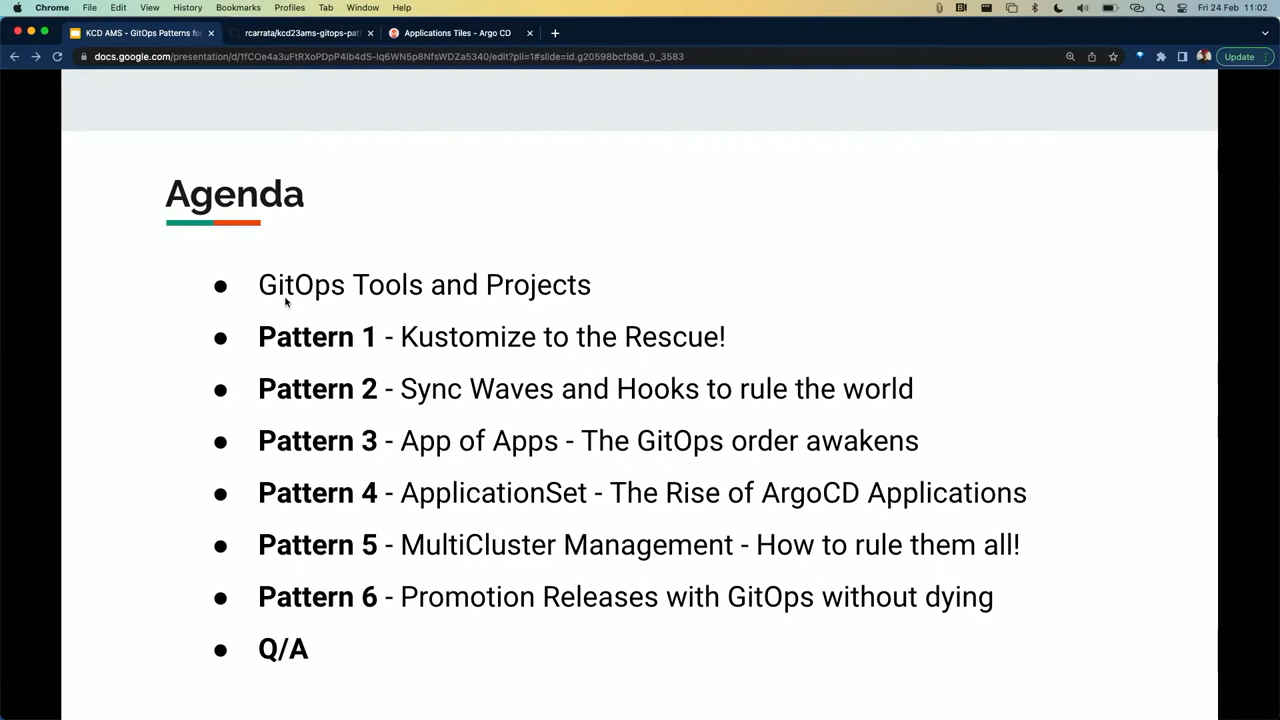 Chrome File Edit View History Bookmarks Profiles Tab Window Help Fri 24 Feb 11:02
KCD AMS - GitOps Patterns fo rcarrata/kcd23ams-gitops-pat Applications Tiles - Argo CD
docs.google.com/presentation/d/1fCOe4a3uFtRXoPDpP4Ib4dS-Iq6WN5p8NfsWDZa5340/edit?pli=1#slide=id.g20598bcfb8d_0_3583 Update
Agenda
● GitOps Tools and Projects
● Pattern 1 - Kustomize to the Rescue!
● Pattern 2 - Sync Waves and Hooks to rule the world
● Pattern 3 - App of Apps - The GitOps order awakens
● Pattern 4 - ApplicationSet - The Rise of ArgoCD Applications
● Pattern 5 - MultiCluster Management - How to rule them all!
● Pattern 6 - Promotion Releases with GitOps without dying
● Q/A